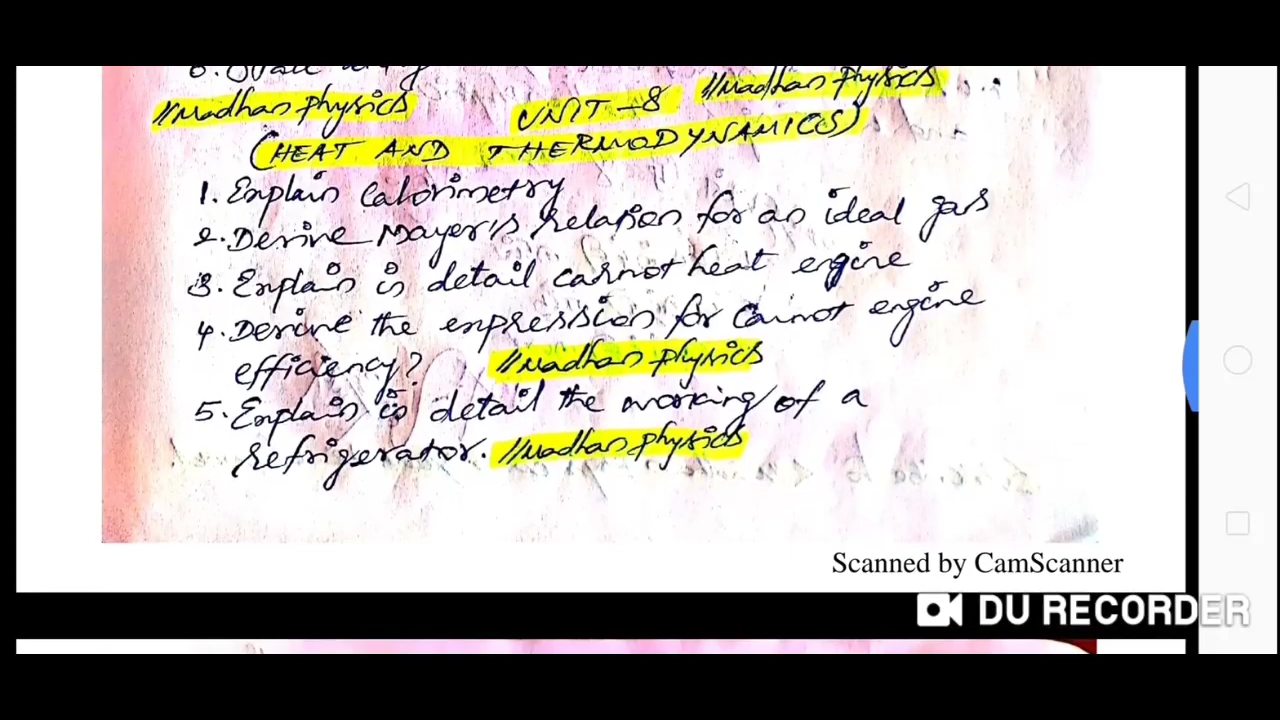 //Madhan physics
//Madhan physics
UNIT-8
(HEAT AND THERMODYNAMICS)
1. Explain Calorimetry
2. Derive Mayer's relation for an ideal gas
3. Explain in detail carnot heat engine
4. Derive the expression for Carnot engine
efficiency? //Madhan physics
5. Explain in detail the working of a
refrigerator. //Madhan physics
Scanned by CamScanner
DU RECORDER